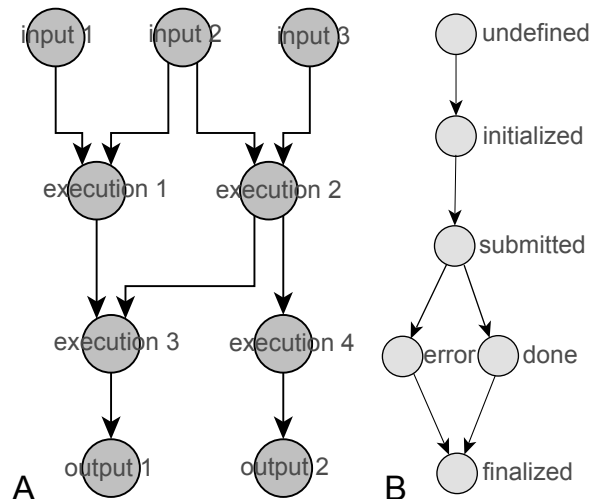 input 1
input 2
input 3
execution 1
execution 2
execution 3
execution 4
output 1
output 2
A
undefined
initialized
submitted
error
done
finalized
B